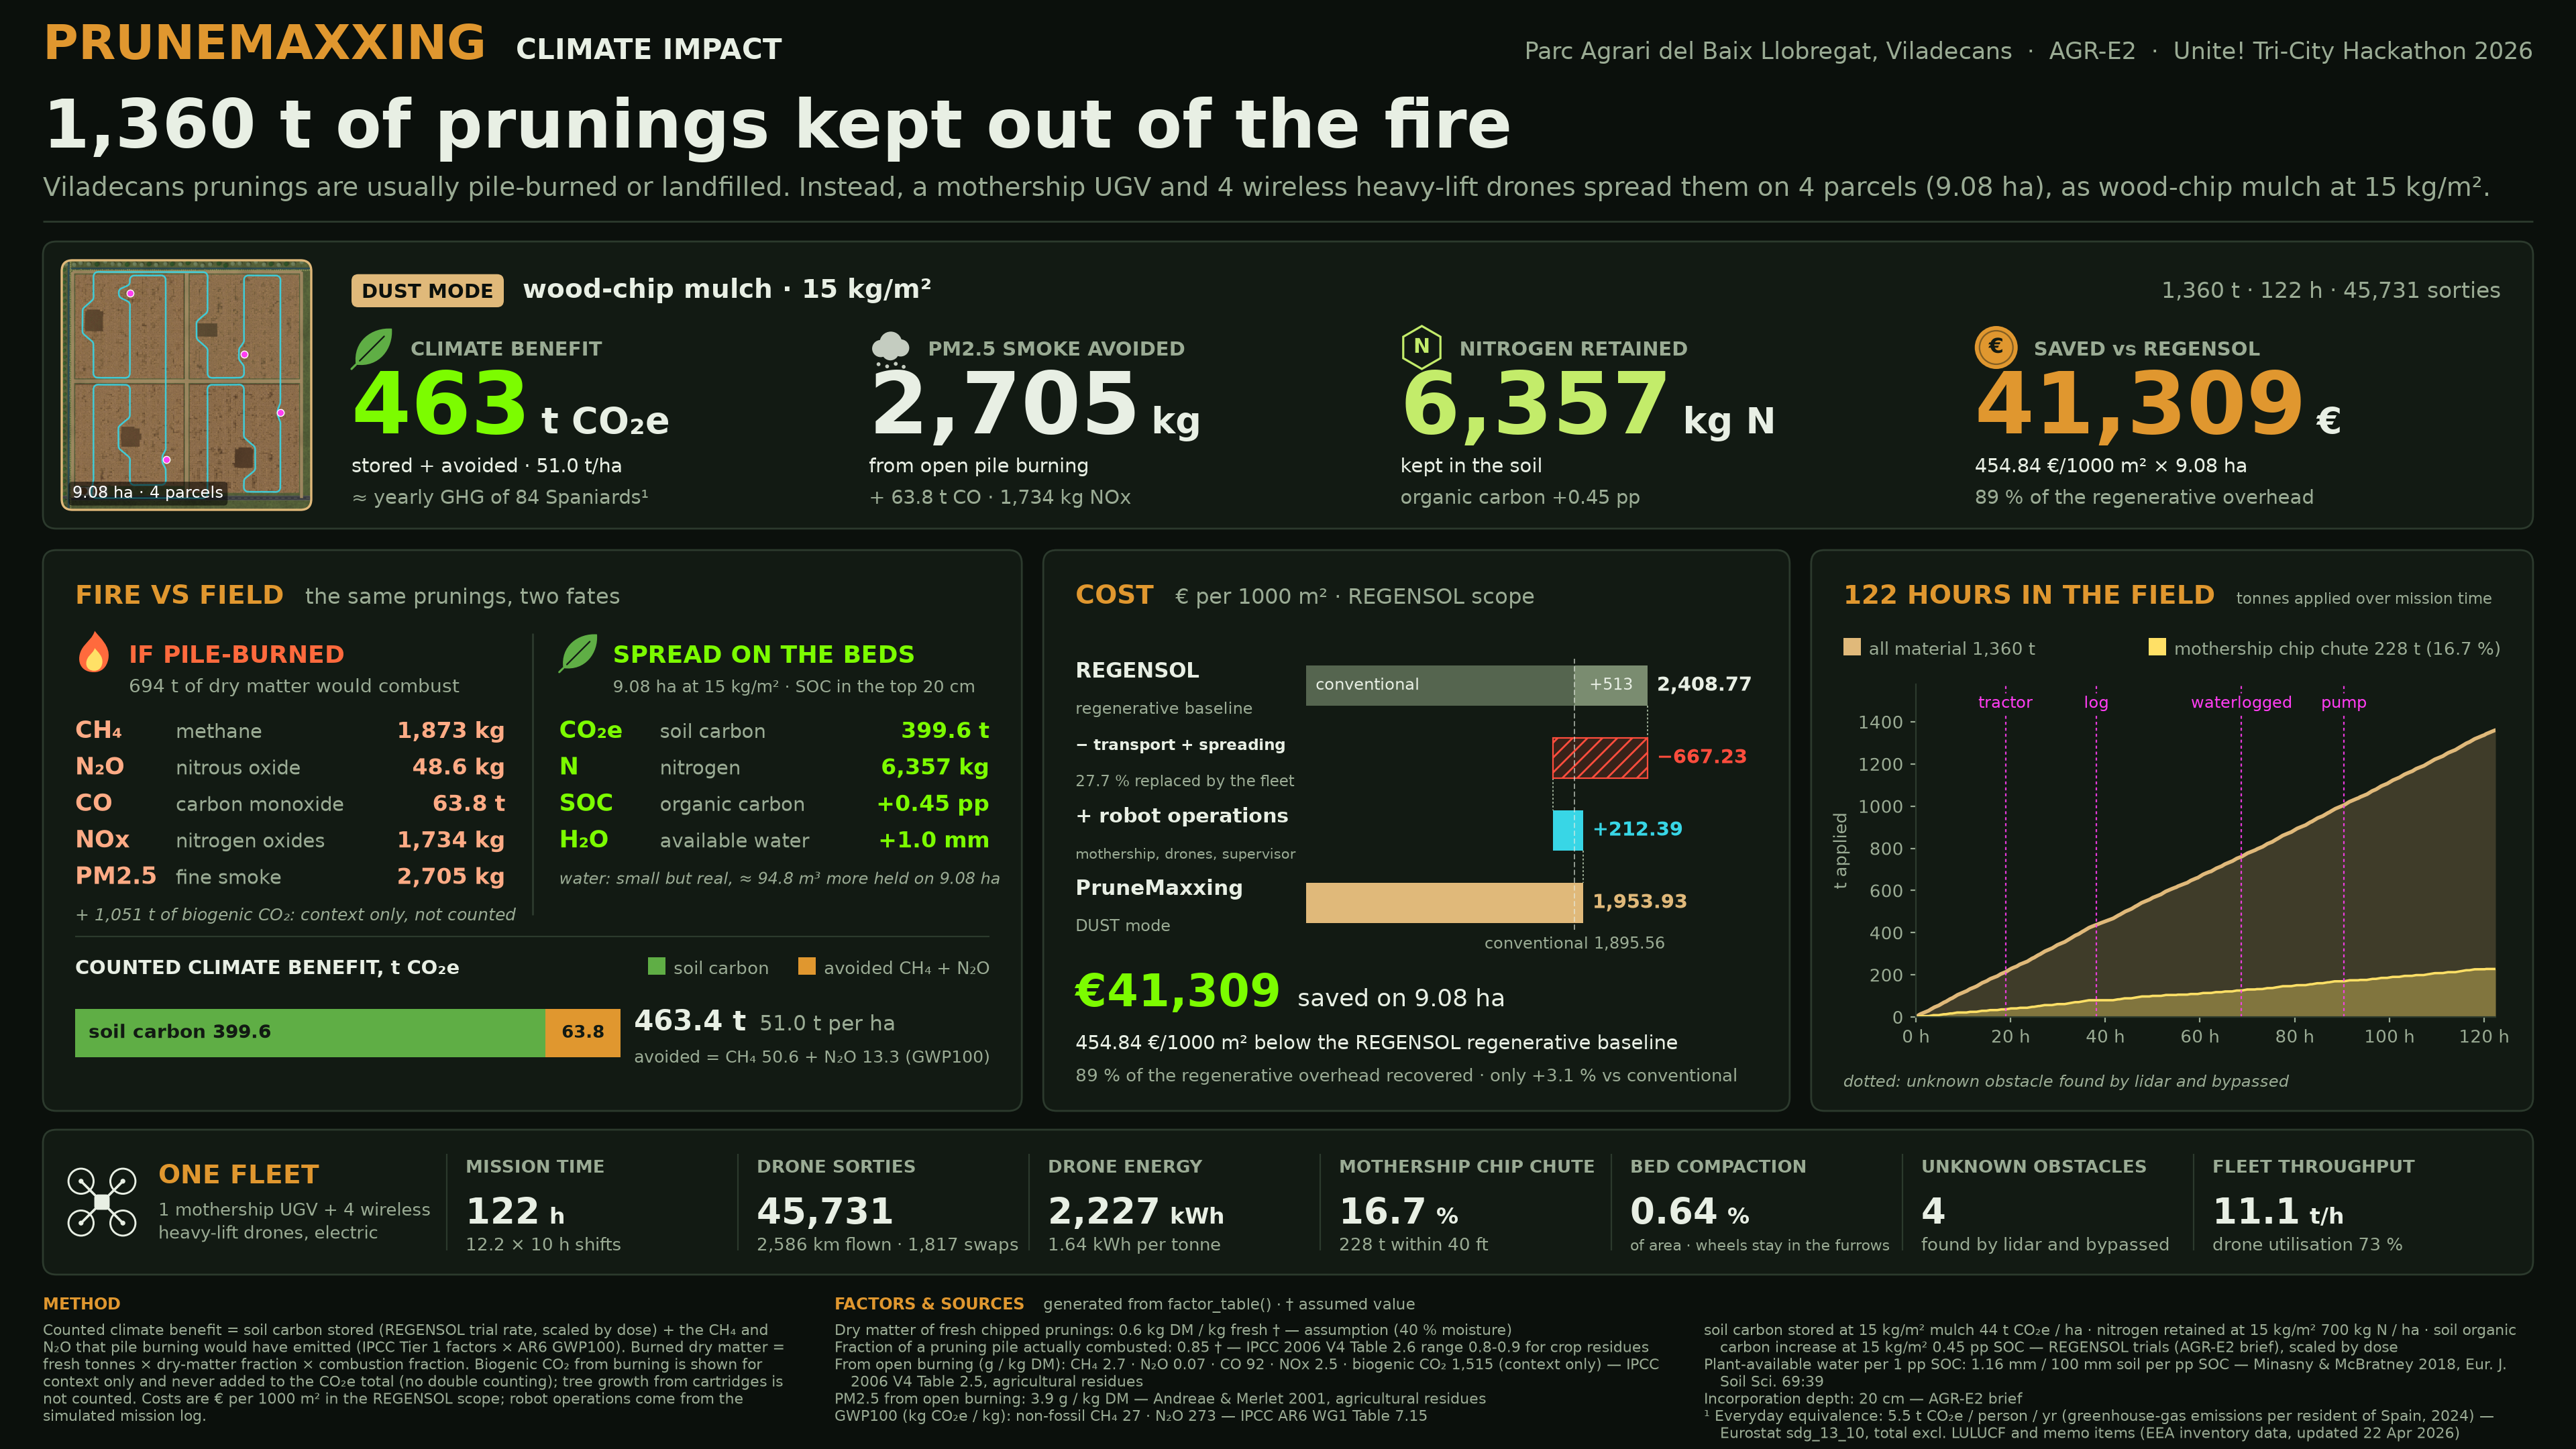 PRUNEMAXXING CLIMATE IMPACT
Parc Agrari del Baix Llobregat, Viladecans · AGR-E2 · Unite! Tri-City Hackathon 2026
1,360 t of prunings kept out of the fire
Viladecans prunings are usually pile-burned or landfilled. Instead, a mothership UGV and 4 wireless heavy-lift drones spread them on 4 parcels (9.08 ha), as wood-chip mulch at 15 kg/m².
9.08 ha · 4 parcels
DUST MODE wood-chip mulch · 15 kg/m²
1,360 t · 122 h · 45,731 sorties
CLIMATE BENEFIT
463 t CO₂e
stored + avoided · 51.0 t/ha
≈ yearly GHG of 84 Spaniards¹
PM2.5 SMOKE AVOIDED
2,705 kg
from open pile burning
+ 63.8 t CO · 1,734 kg NOx
N
NITROGEN RETAINED
6,357 kg N
kept in the soil
organic carbon +0.45 pp
€
SAVED vs REGENSOL
41,309 €
454.84 €/1000 m² × 9.08 ha
89 % of the regenerative overhead
FIRE VS FIELD the same prunings, two fates
IF PILE-BURNED
694 t of dry matter would combust
CH₄ methane 1,873 kg
N₂O nitrous oxide 48.6 kg
CO carbon monoxide 63.8 t
NOx nitrogen oxides 1,734 kg
PM2.5 fine smoke 2,705 kg
+ 1,051 t of biogenic CO₂: context only, not counted
SPREAD ON THE BEDS
9.08 ha at 15 kg/m² · SOC in the top 20 cm
CO₂e soil carbon 399.6 t
N nitrogen 6,357 kg
SOC organic carbon +0.45 pp
H₂O available water +1.0 mm
water: small but real, ≈ 94.8 m³ more held on 9.08 ha
COUNTED CLIMATE BENEFIT, t CO₂e
soil carbon avoided CH₄ + N₂O
soil carbon 399.6 63.8
463.4 t 51.0 t per ha
avoided = CH₄ 50.6 + N₂O 13.3 (GWP100)
COST € per 1000 m² · REGENSOL scope
REGENSOL
regenerative baseline
conventional +513 2,408.77
− transport + spreading
27.7 % replaced by the fleet
−667.23
+ robot operations
mothership, drones, supervisor
+212.39
PruneMaxxing
DUST mode
1,953.93
conventional 1,895.56
€41,309 saved on 9.08 ha
454.84 €/1000 m² below the REGENSOL regenerative baseline
89 % of the regenerative overhead recovered · only +3.1 % vs conventional
122 HOURS IN THE FIELD tonnes applied over mission time
all material 1,360 t mothership chip chute 228 t (16.7 %)
tractor log waterlogged pump
t applied
1400
1200
1000
800
600
400
200
0
0 h 20 h 40 h 60 h 80 h 100 h 120 h
dotted: unknown obstacle found by lidar and bypassed
ONE FLEET
1 mothership UGV + 4 wireless
heavy-lift drones, electric
MISSION TIME
122 h
12.2 × 10 h shifts
DRONE SORTIES
45,731
2,586 km flown · 1,817 swaps
DRONE ENERGY
2,227 kWh
1.64 kWh per tonne
MOTHERSHIP CHIP CHUTE
16.7 %
228 t within 40 ft
BED COMPACTION
0.64 %
of area · wheels stay in the furrows
UNKNOWN OBSTACLES
4
found by lidar and bypassed
FLEET THROUGHPUT
11.1 t/h
drone utilisation 73 %
METHOD
Counted climate benefit = soil carbon stored (REGENSOL trial rate, scaled by dose) + the CH₄ and
N₂O that pile burning would have emitted (IPCC Tier 1 factors × AR6 GWP100). Burned dry matter =
fresh tonnes × dry-matter fraction × combustion fraction. Biogenic CO₂ from burning is shown for
context only and never added to the CO₂e total (no double counting); tree growth from cartridges is
not counted. Costs are € per 1000 m² in the REGENSOL scope; robot operations come from the
simulated mission log.
FACTORS & SOURCES generated from factor_table() · † assumed value
Dry matter of fresh chipped prunings: 0.6 kg DM / kg fresh † — assumption (40 % moisture)
Fraction of a pruning pile actually combusted: 0.85 † — IPCC 2006 V4 Table 2.6 range 0.8-0.9 for crop residues
From open burning (g / kg DM): CH₄ 2.7 · N₂O 0.07 · CO 92 · NOx 2.5 · biogenic CO₂ 1,515 (context only) — IPCC
2006 V4 Table 2.5, agricultural residues
PM2.5 from open burning: 3.9 g / kg DM — Andreae & Merlet 2001, agricultural residues
GWP100 (kg CO₂e / kg): non-fossil CH₄ 27 · N₂O 273 — IPCC AR6 WG1 Table 7.15
soil carbon stored at 15 kg/m² mulch 44 t CO₂e / ha · nitrogen retained at 15 kg/m² 700 kg N / ha · soil organic
carbon increase at 15 kg/m² 0.45 pp SOC — REGENSOL trials (AGR-E2 brief), scaled by dose
Plant-available water per 1 pp SOC: 1.16 mm / 100 mm soil per pp SOC — Minasny & McBratney 2018, Eur. J.
Soil Sci. 69:39
Incorporation depth: 20 cm — AGR-E2 brief
¹ Everyday equivalence: 5.5 t CO₂e / person / yr (greenhouse-gas emissions per resident of Spain, 2024) —
Eurostat sdg_13_10, total excl. LULUCF and memo items (EEA inventory data, updated 22 Apr 2026)